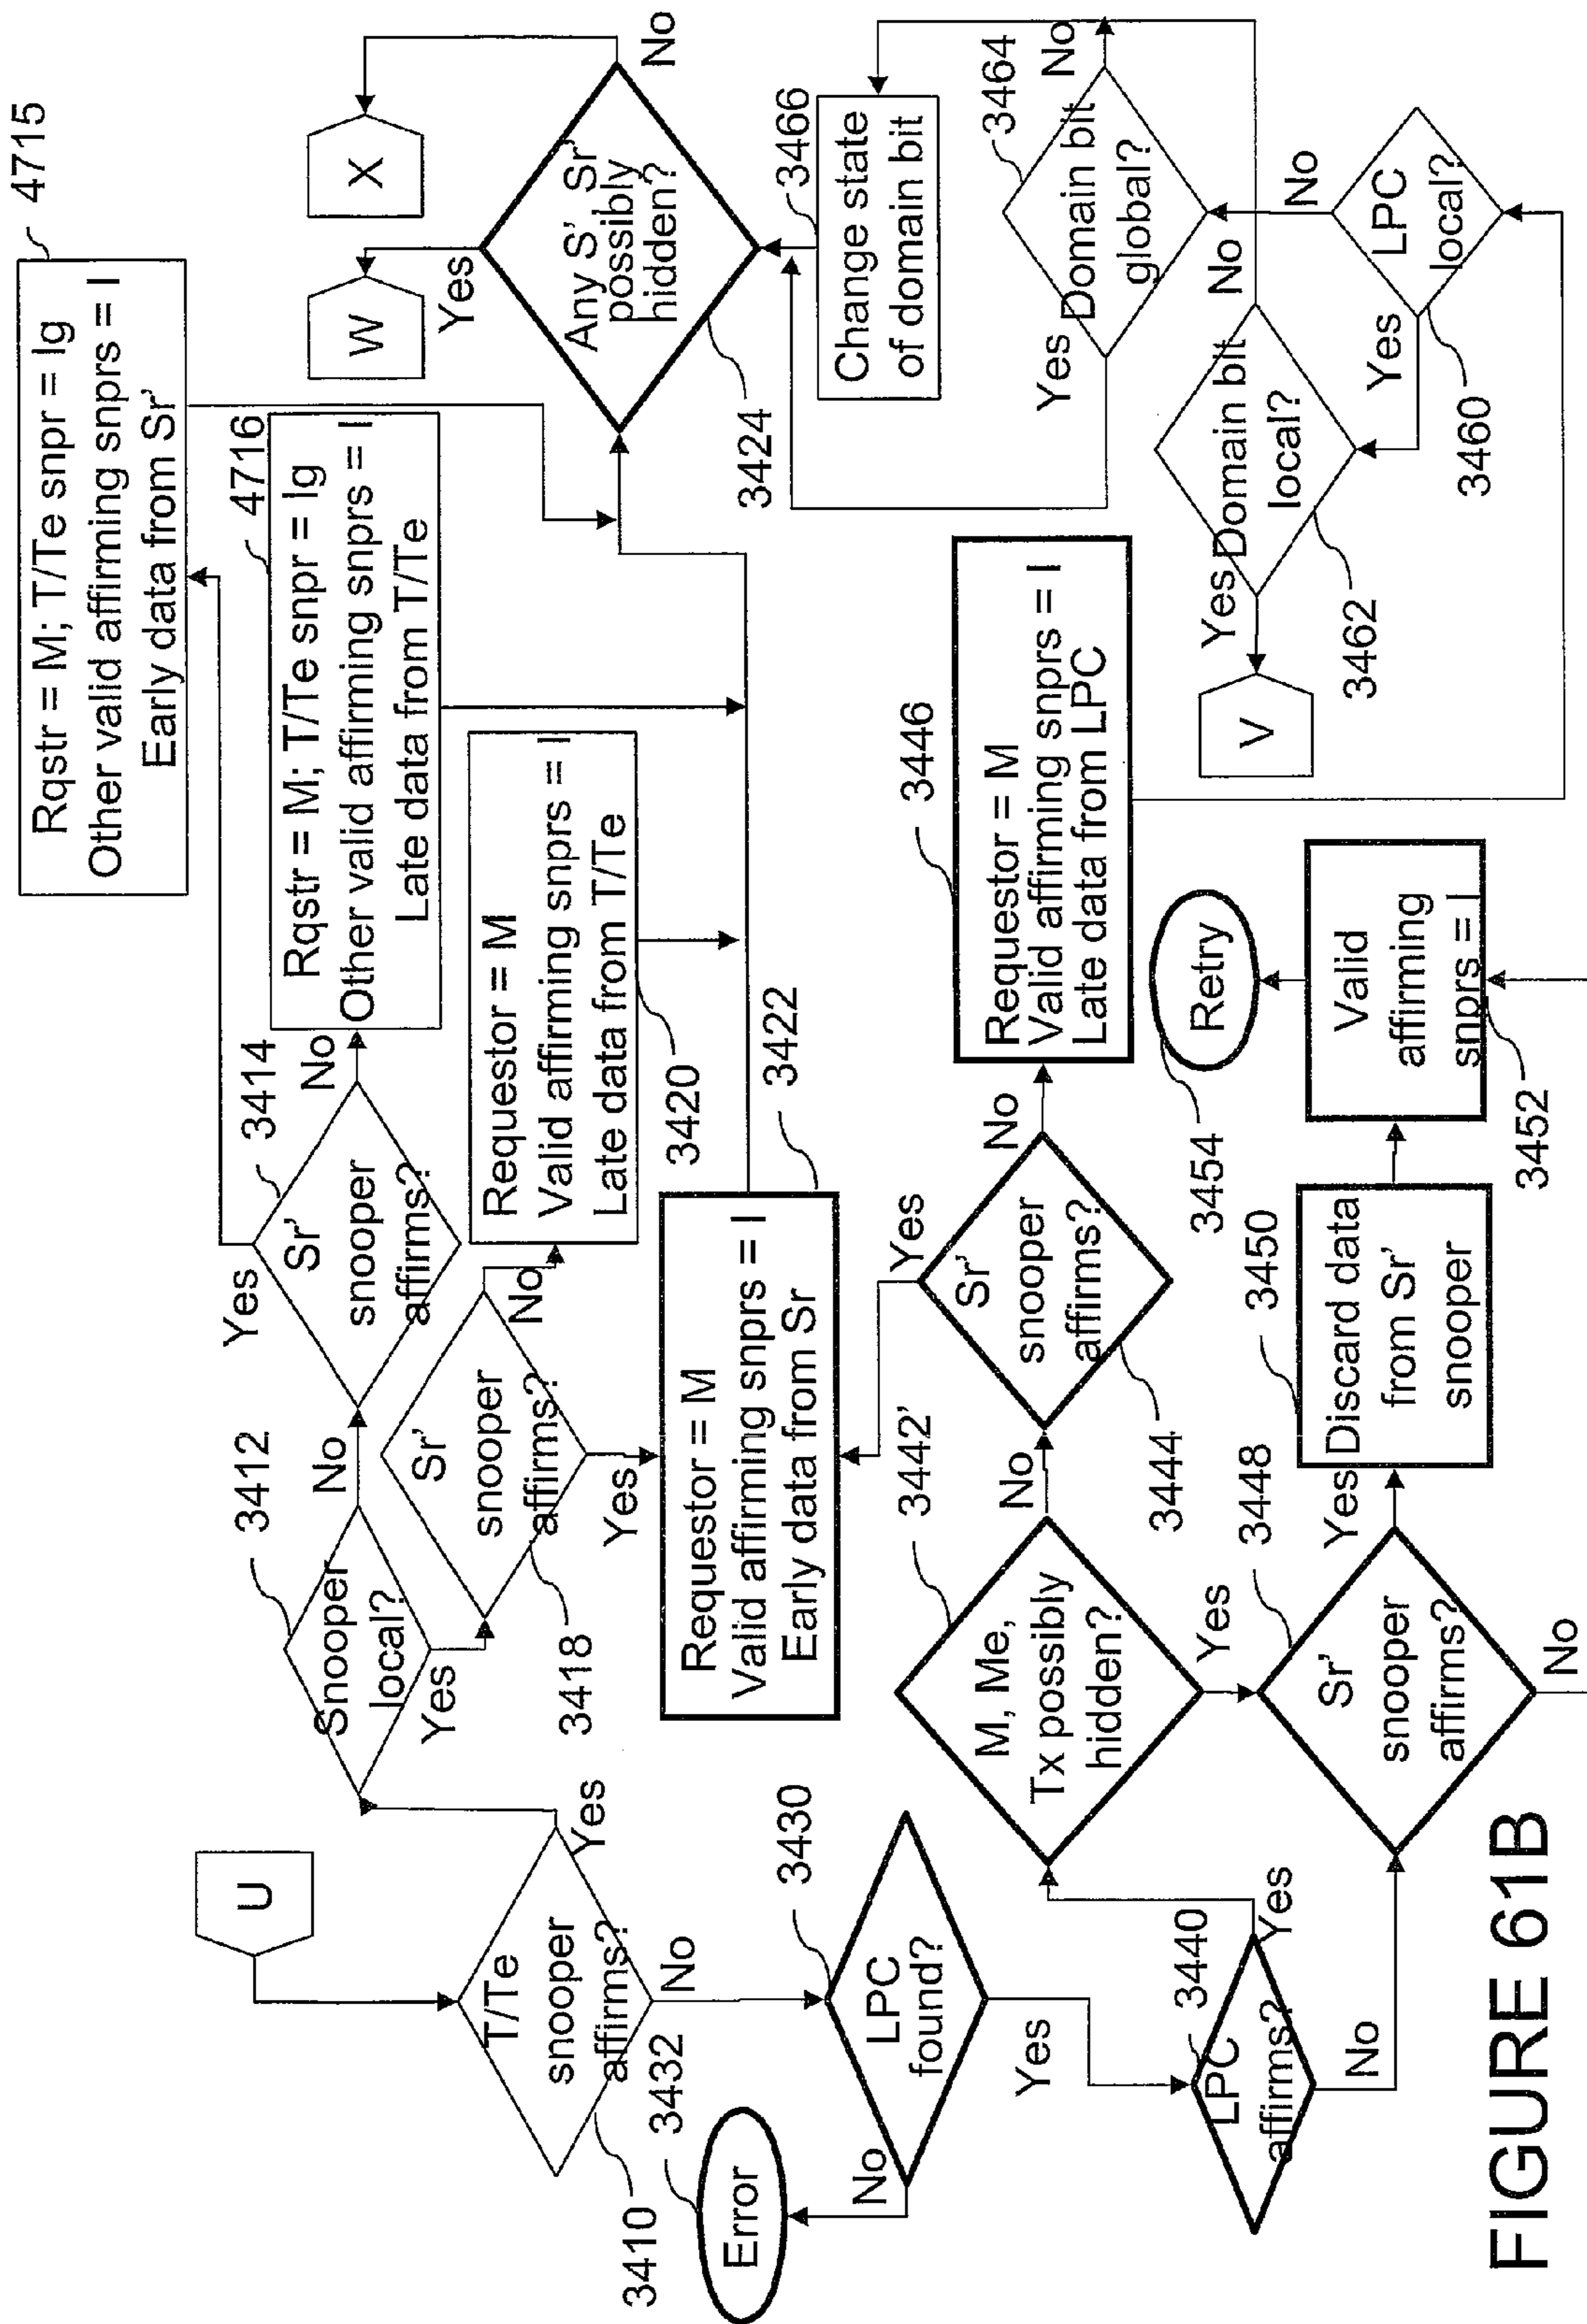 U
T/Te
snooper
affirms?
3410
Yes
No
Snooper
local?
3412
No
Yes
Sr'
snooper
affirms?
3414
Yes
No
Rqstr = M; T/Te snpr = Ig
Other valid affirming snprs = I
Early data from Sr'
4715
Rqstr = M; T/Te snpr = Ig
Other valid affirming snprs = I
Late data from T/Te
4716
Sr'
snooper
affirms?
3418
No
Yes
Requestor = M
Valid affirming snprs = I
Late data from T/Te
3420
Requestor = M
Valid affirming snprs = I
Early data from Sr
3422
Any S' Sr'
possibly
hidden?
3424
Yes
No
W
X
Error
3432
No
LPC
found?
3430
Yes
LPC
affirms?
3440
Yes
No
M, Me,
Tx possibly
hidden?
3442'
No
Yes
Sr'
snooper
affirms?
3444
Yes
No
Requestor = M
Valid affirming snprs = I
Late data from LPC
3446
Sr'
snooper
affirms?
3448
Yes
No
Discard data
from Sr'
snooper
3450
Valid
affirming
snprs = I
3452
Retry
3454
LPC
local?
3460
Yes
No
Domain bit
local?
3462
Yes
No
V
Domain bit
global?
3464
Yes
No
Change state
of domain bit
3466
FIGURE 61B